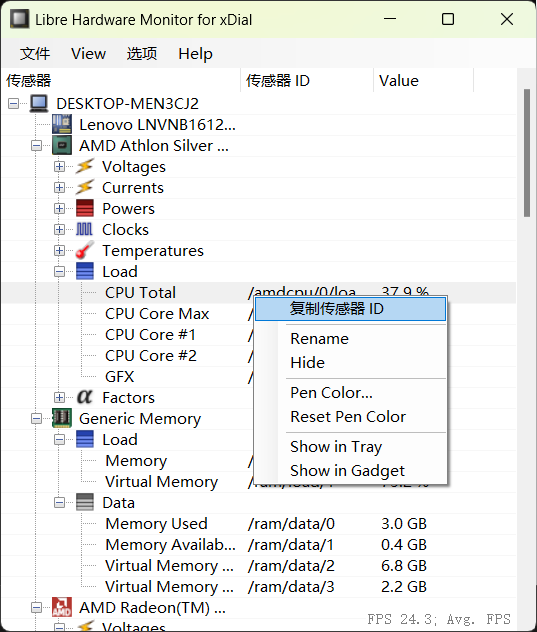 Libre Hardware Monitor for xDial
文件 View 选项 Help
传感器 传感器 ID Value
DESKTOP-MEN3CJ2
Lenovo LNVNB1612...
AMD Athlon Silver ...
Voltages
Currents
Powers
Clocks
Temperatures
Load
CPU Total /amdcpu/0/loa... 37.9 %
复制传感器 ID
CPU Core Max
Rename
CPU Core #1
CPU Core #2
Hide
GFX
Pen Color...
Factors
Reset Pen Color
Generic Memory
Load
Show in Tray
Memory
Show in Gadget
Virtual Memory
Data
Memory Used /ram/data/0 3.0 GB
Memory Availab... /ram/data/1 0.4 GB
Virtual Memory ... /ram/data/2 6.8 GB
Virtual Memory ... /ram/data/3 2.2 GB
AMD Radeon(TM) ...
FPS 24.3; Avg. FPS
Voltages